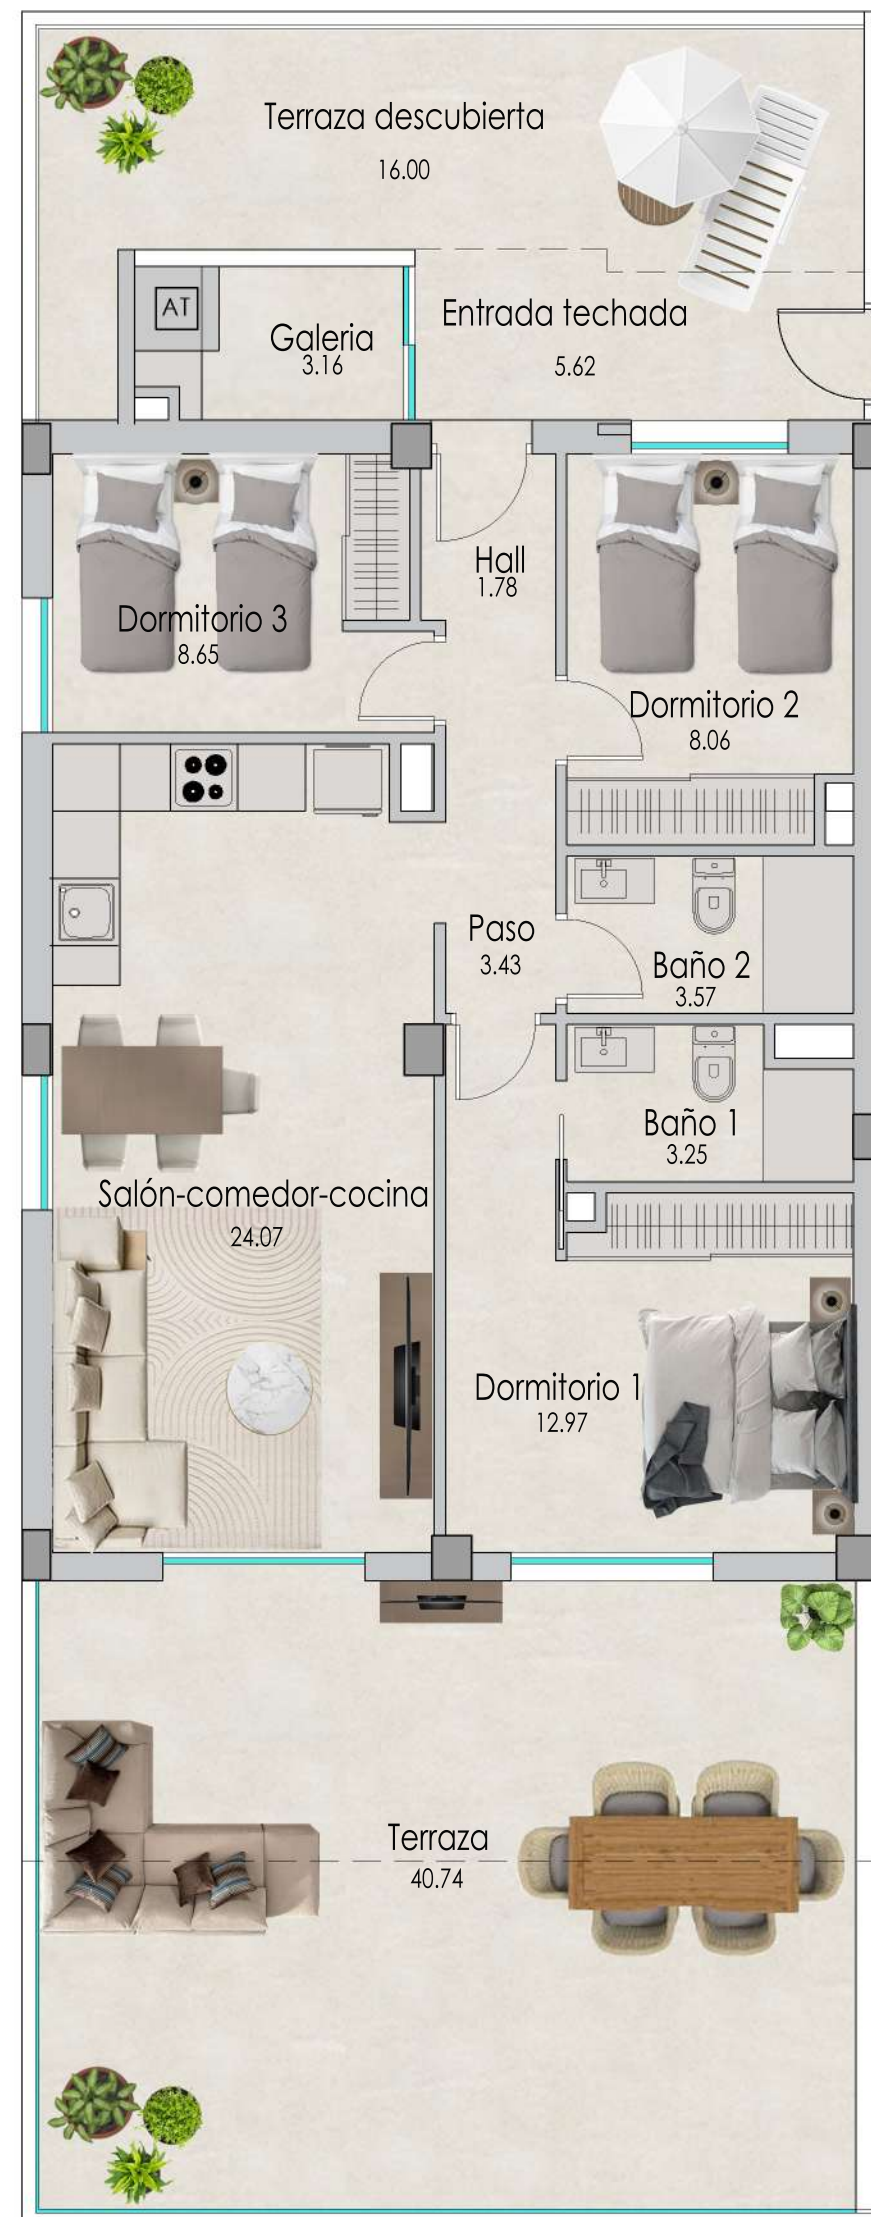 Terraza descubierta
16.00
AT
Galeria
3.16
Entrada techada
5.62
Hall
1.78
Dormitorio 3
8.65
Dormitorio 2
8.06
Paso
3.43
Baño 2
3.57
Baño 1
3.25
Salón-comedor-cocina
24.07
Dormitorio 1
12.97
Terraza
40.74